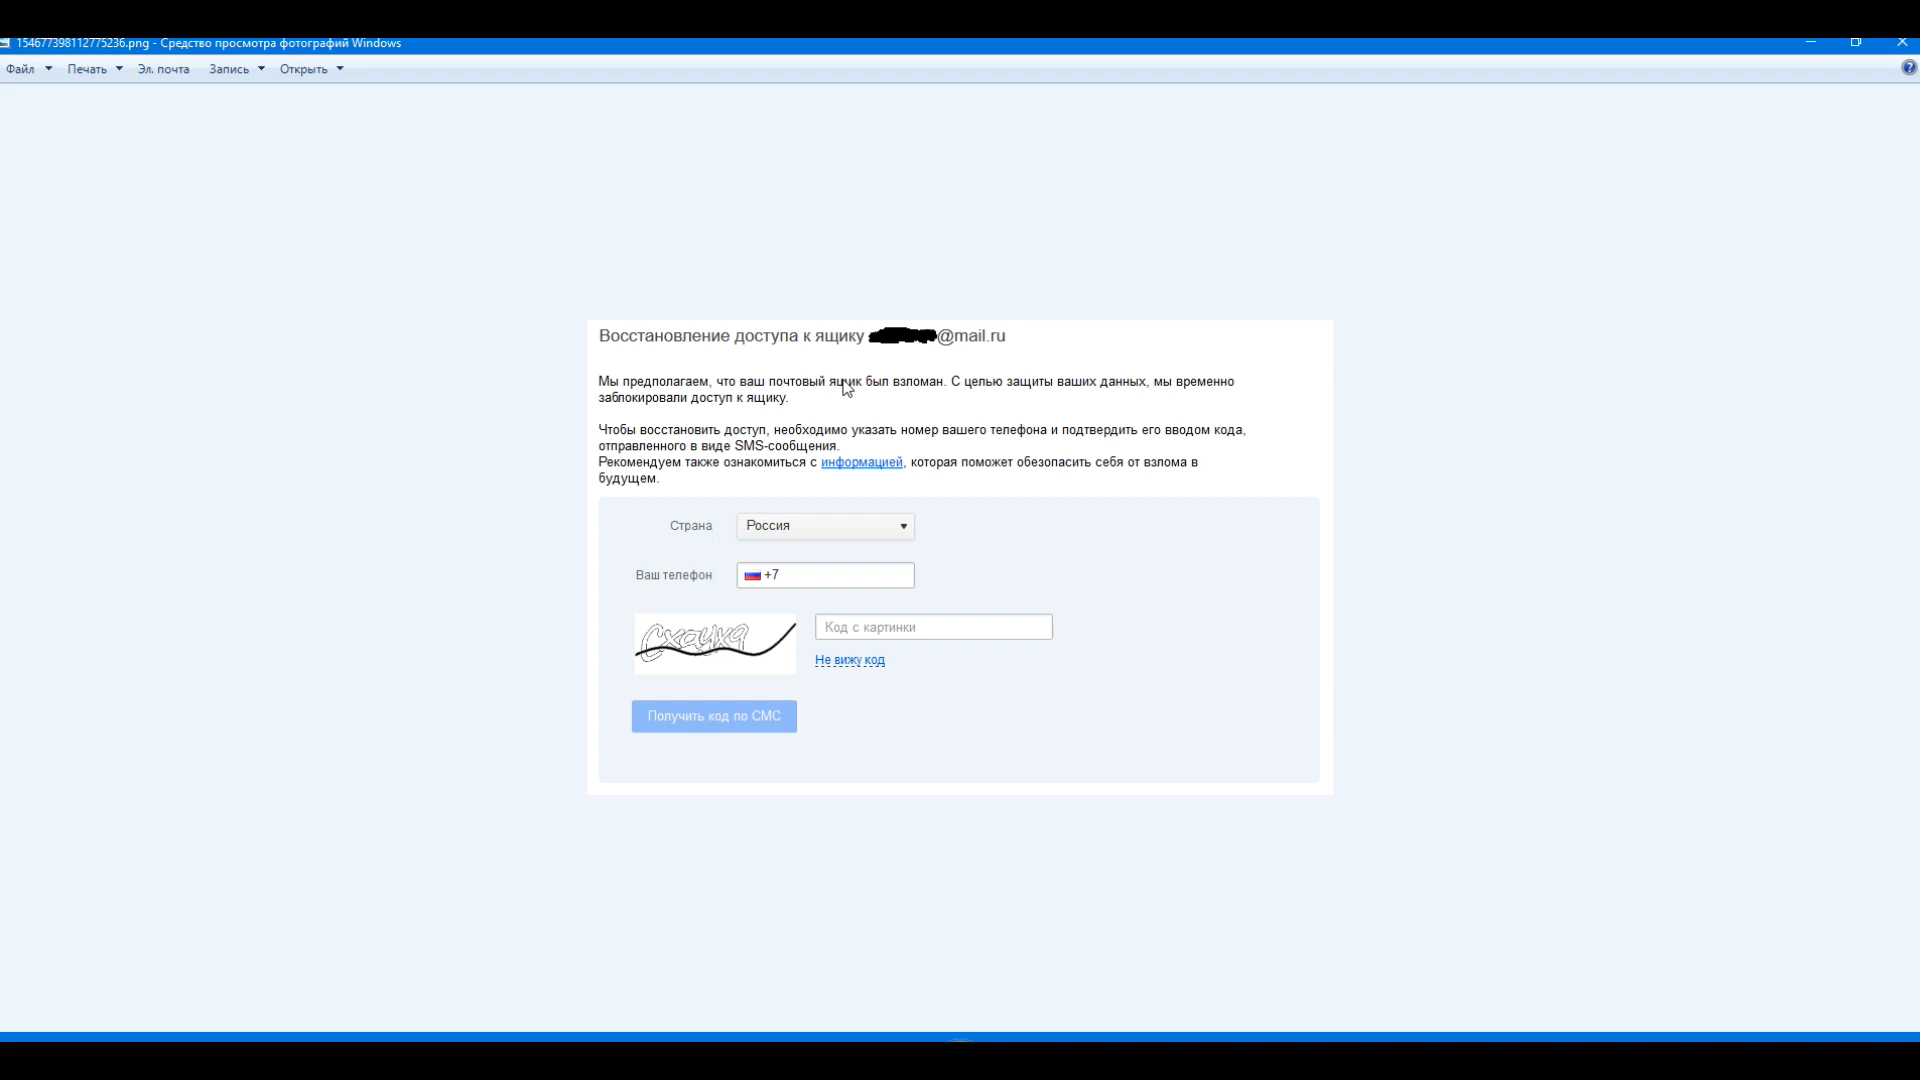 154677398112775236.png - Средство просмотра фотографий Windows
Файл Печать Эл. почта Запись Открыть
Восстановление доступа к ящику @mail.ru
Мы предполагаем, что ваш почтовый ящик был взломан. С целью защиты ваших данных, мы временно
заблокировали доступ к ящику.
Чтобы восстановить доступ, необходимо указать номер вашего телефона и подтвердить его вводом кода,
отправленного в виде SMS-сообщения.
Рекомендуем также ознакомиться с информацией, которая поможет обезопасить себя от взлома в
будущем.
Страна Россия
Ваш телефон +7
Код с картинки
Не вижу код
Получить код по СМС